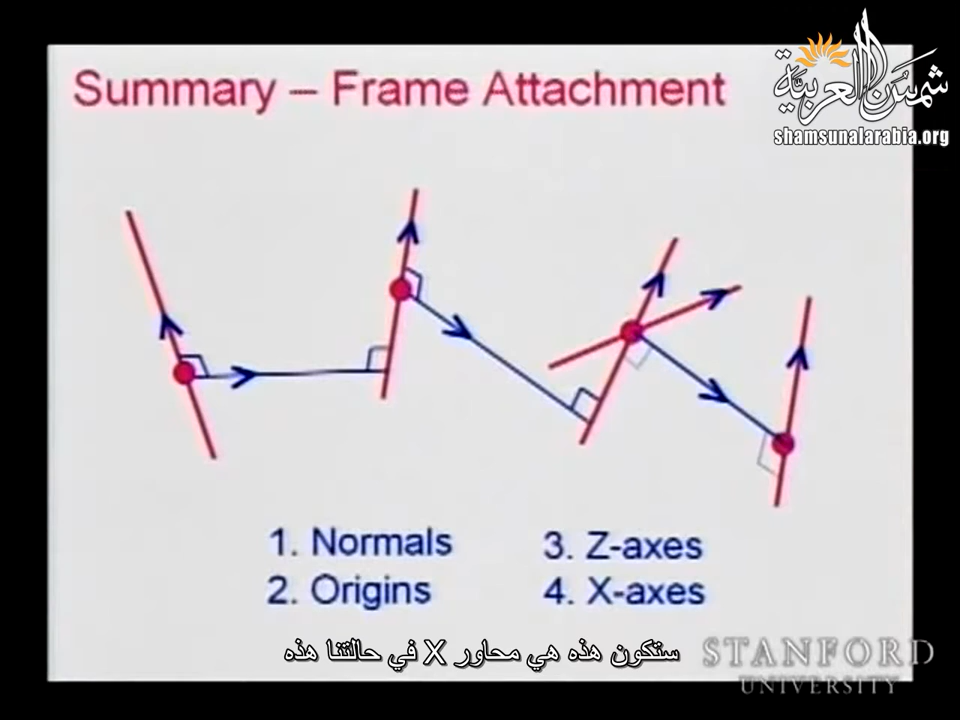 شمس العربية
shamsunalarabia.org
Summary – Frame Attachment
1. Normals
2. Origins
3. Z-axes
4. X-axes
ستكون هذه هي محاور X في حالتنا هذه
STANFORD
UNIVERSITY